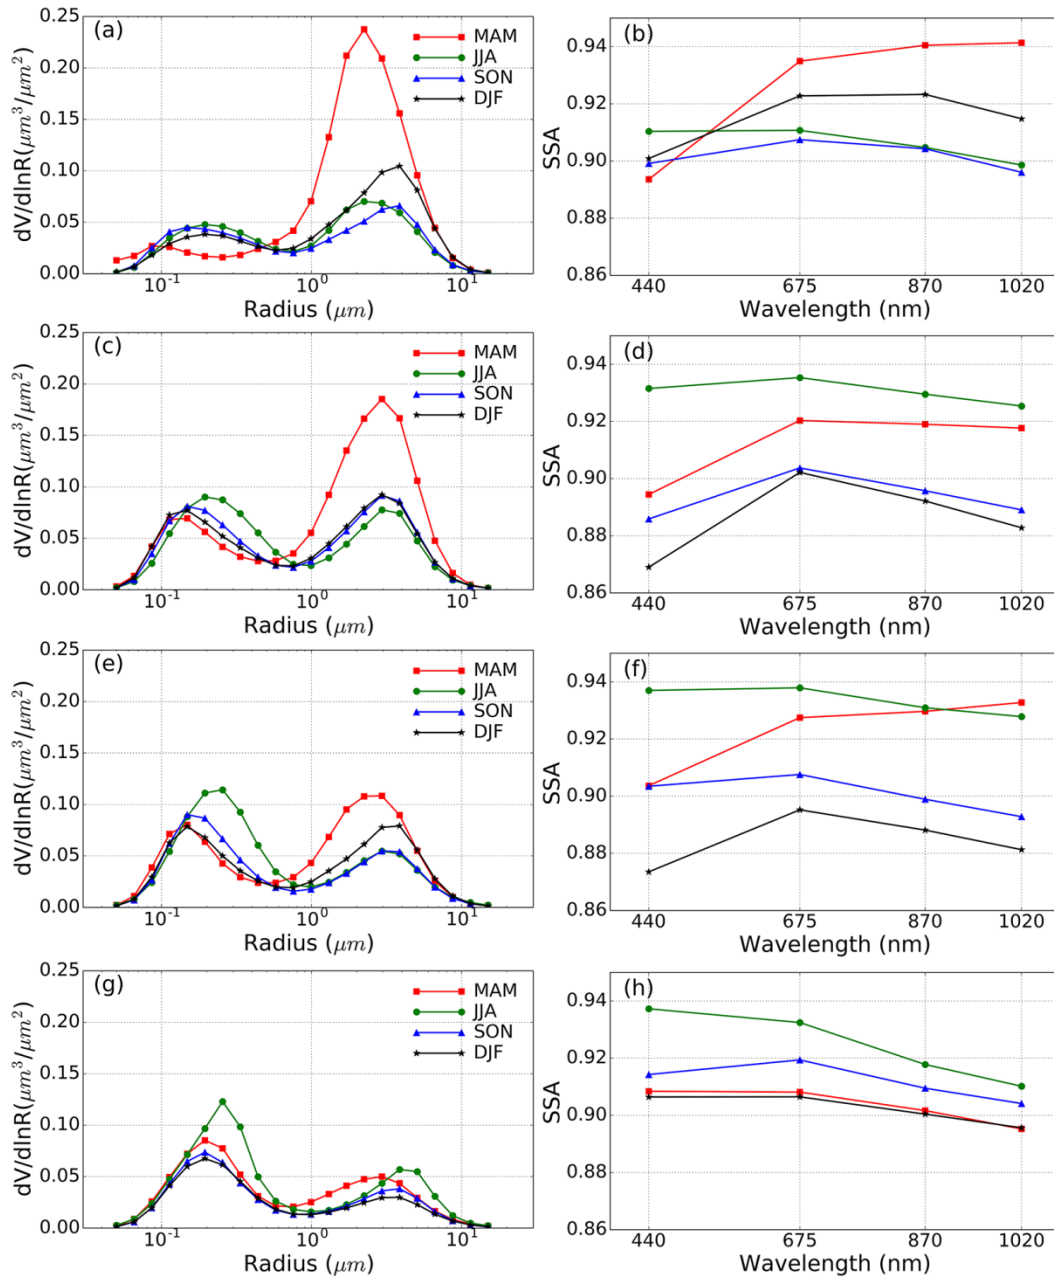 (a)
0.25
0.20
0.15
0.10
0.05
0.00
dV/dlnR(μm³/μm²)
MAM
JJA
SON
DJF
10⁻¹ 10⁰ 10¹
Radius (μm)
(b)
0.94
0.92
0.90
0.88
0.86
SSA
440 675 870 1020
Wavelength (nm)
(c)
0.25
0.20
0.15
0.10
0.05
0.00
dV/dlnR(μm³/μm²)
MAM
JJA
SON
DJF
10⁻¹ 10⁰ 10¹
Radius (μm)
(d)
0.94
0.92
0.90
0.88
0.86
SSA
440 675 870 1020
Wavelength (nm)
(e)
0.25
0.20
0.15
0.10
0.05
0.00
dV/dlnR(μm³/μm²)
MAM
JJA
SON
DJF
10⁻¹ 10⁰ 10¹
Radius (μm)
(f)
0.94
0.92
0.90
0.88
0.86
SSA
440 675 870 1020
Wavelength (nm)
(g)
0.25
0.20
0.15
0.10
0.05
0.00
dV/dlnR(μm³/μm²)
MAM
JJA
SON
DJF
10⁻¹ 10⁰ 10¹
Radius (μm)
(h)
0.94
0.92
0.90
0.88
0.86
SSA
440 675 870 1020
Wavelength (nm)